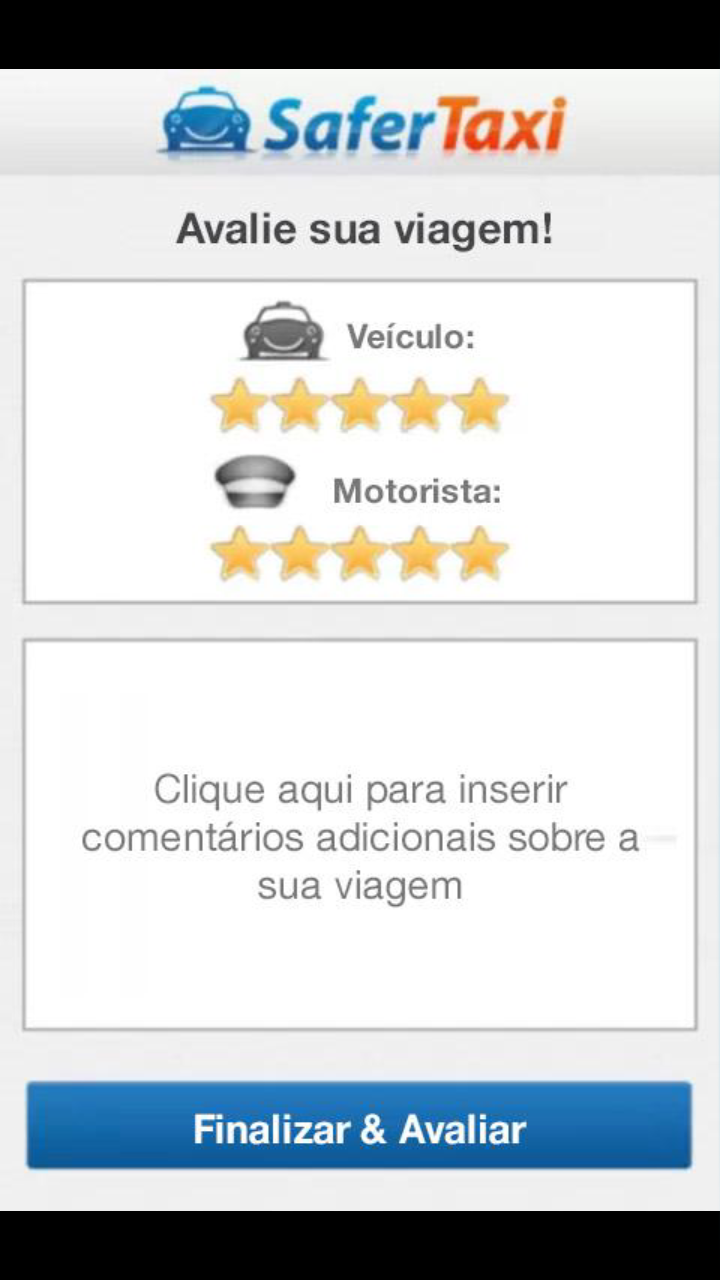 SaferTaxi
Avalie sua viagem!
Veículo:
Motorista:
Clique aqui para inserir
comentários adicionais sobre a
sua viagem
Finalizar & Avaliar